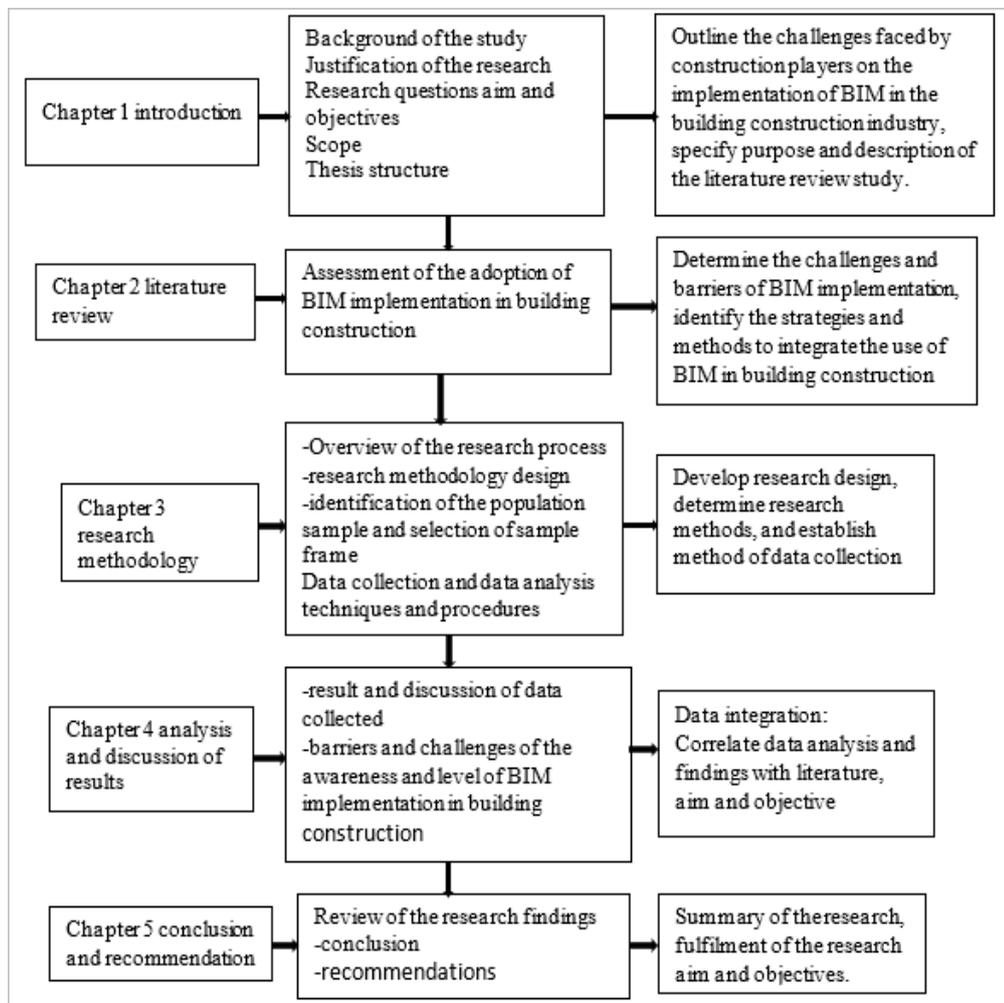 Chapter 1 introduction
Background of the study
Justification of the research
Research questions aim and
objectives
Scope
Thesis structure
Outline the challenges faced by
construction players on the
implementation of BIM in the
building construction industry,
specify purpose and description of
the literature review study.
Chapter 2 literature
review
Assessment of the adoption of
BIM implementation in building
construction
Determine the challenges and
barriers of BIM implementation,
identify the strategies and
methods to integrate the use of
BIM in building construction
Chapter 3
research
methodology
-Overview of the research process
-research methodology design
-identification of the population
sample and selection of sample
frame
Data collection and data analysis
techniques and procedures
Develop research design,
determine research
methods, and establish
method of data collection
Chapter 4 analysis
and discussion of
results
-result and discussion of data
collected
-barriers and challenges of the
awareness and level of BIM
implementation in building
construction
Data integration:
Correlate data analysis and
findings with literature,
aim and objective
Chapter 5 conclusion
and recommendation
Review of the research findings
-conclusion
-recommendations
Summary of the research,
fulfilment of the research
aim and objectives.